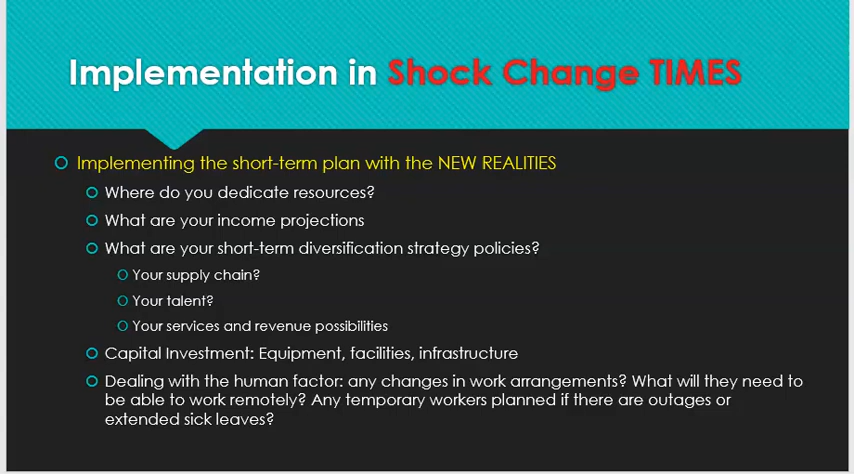 Implementation in Shock Change TIMES
Implementing the short-term plan with the NEW REALITIES
Where do you dedicate resources?
What are your income projections
What are your short-term diversification strategy policies?
Your supply chain?
Your talent?
Your services and revenue possibilities
Capital Investment: Equipment, facilities, infrastructure
Dealing with the human factor: any changes in work arrangements? What will they need to
be able to work remotely? Any temporary workers planned if there are outages or
extended sick leaves?